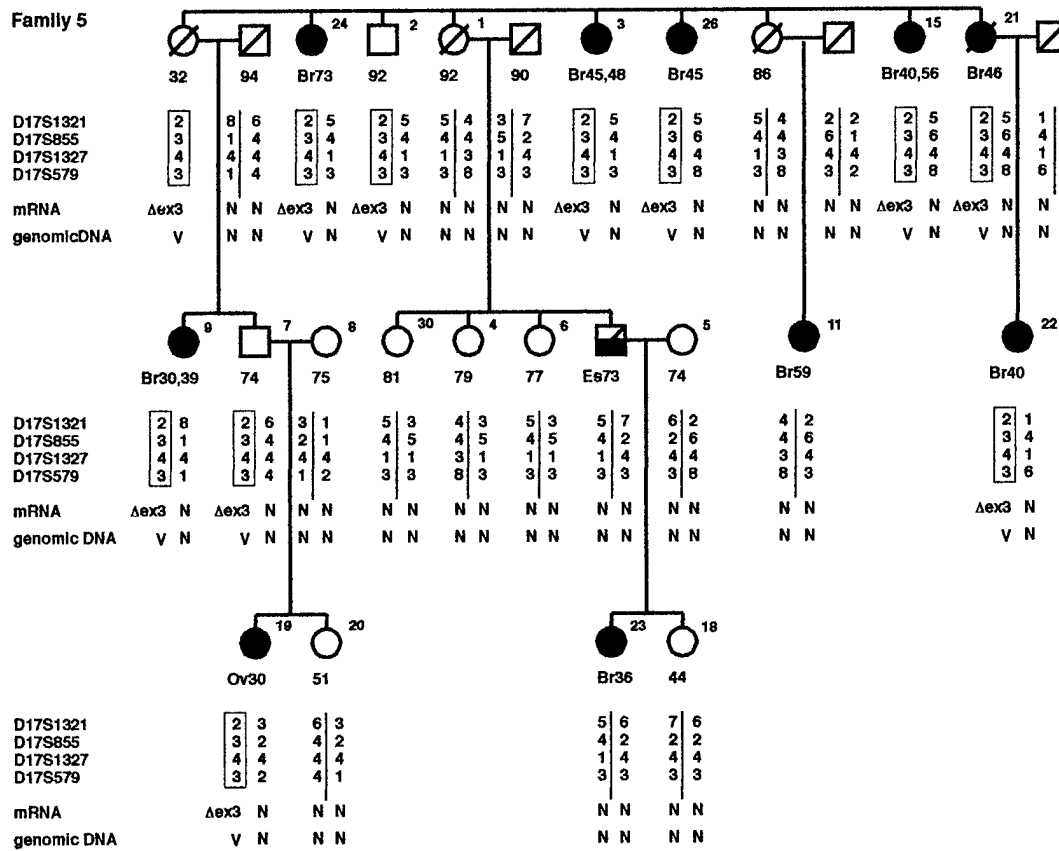 Family 5
24 2 1 3 26 15 21
32 94 Br73 92 92 90 Br45,48 Br45 86 Br40,56 Br46
D17S1321 2 8 6 2 5 2 5 5 4 3 7 2 5 2 5 5 4 2 2 2 5 2 5 1
D17S855 3 1 4 3 4 3 4 4 4 5 2 3 4 3 6 4 4 6 1 3 6 3 6 4
D17S1327 4 4 4 4 1 4 1 1 3 1 4 4 1 4 4 1 3 4 4 4 4 4 4 1
D17S579 3 1 4 3 3 3 3 3 8 3 3 3 3 3 8 3 8 3 2 3 8 3 8 6
mRNA Δex3 N N Δex3 N Δex3 N N N N N Δex3 N Δex3 N N N N N Δex3 N Δex3 N N
genomicDNA V N N V N V N N N N N V N V N N N N N V N V N N
9 7 8 30 4 6 5 11 22
Br30,39 74 75 81 79 77 Es73 74 Br59 Br40
D17S1321 2 8 2 6 3 1 5 3 4 3 5 3 5 7 6 2 4 2 2 1
D17S855 3 1 3 4 2 1 4 5 4 5 4 5 4 2 2 6 4 6 3 4
D17S1327 4 4 4 4 4 4 1 1 3 1 1 1 1 4 4 4 3 4 4 1
D17S579 3 1 3 4 1 2 3 3 8 3 3 3 3 3 3 8 8 3 3 6
mRNA Δex3 N Δex3 N N N N N N N N N N N N N N N Δex3 N
genomic DNA V N V N N N N N N N N N N N N N N N V N
19 20 23 18
Ov30 51 Br36 44
D17S1321 2 3 6 3 5 6 7 6
D17S855 3 2 4 2 4 2 2 2
D17S1327 4 4 4 4 1 4 4 4
D17S579 3 2 4 1 3 3 3 3
mRNA Δex3 N N N N N N N
genomic DNA V N N N N N N N